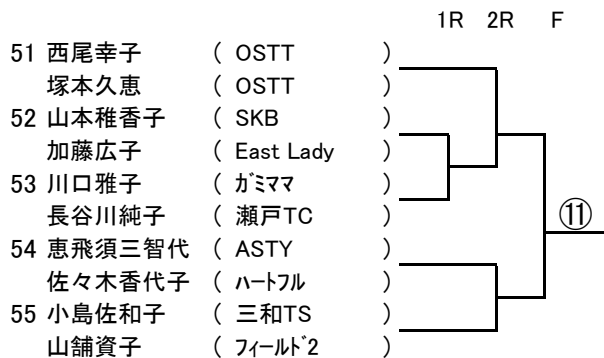 1R 2R F
51 西尾幸子 ( OSTT )
塚本久恵 ( OSTT )
52 山本稚香子 ( SKB )
加藤広子 ( East Lady )
53 川口雅子 ( ｶﾞミママ )
長谷川純子 ( 瀬戸TC )
⑪
54 恵飛須三智代 ( ASTY )
佐々木香代子 ( ﾊｰﾄフル )
55 小島佐和子 ( 三和TS )
山舗資子 ( ﾌｨｰﾙﾄﾞ2 )